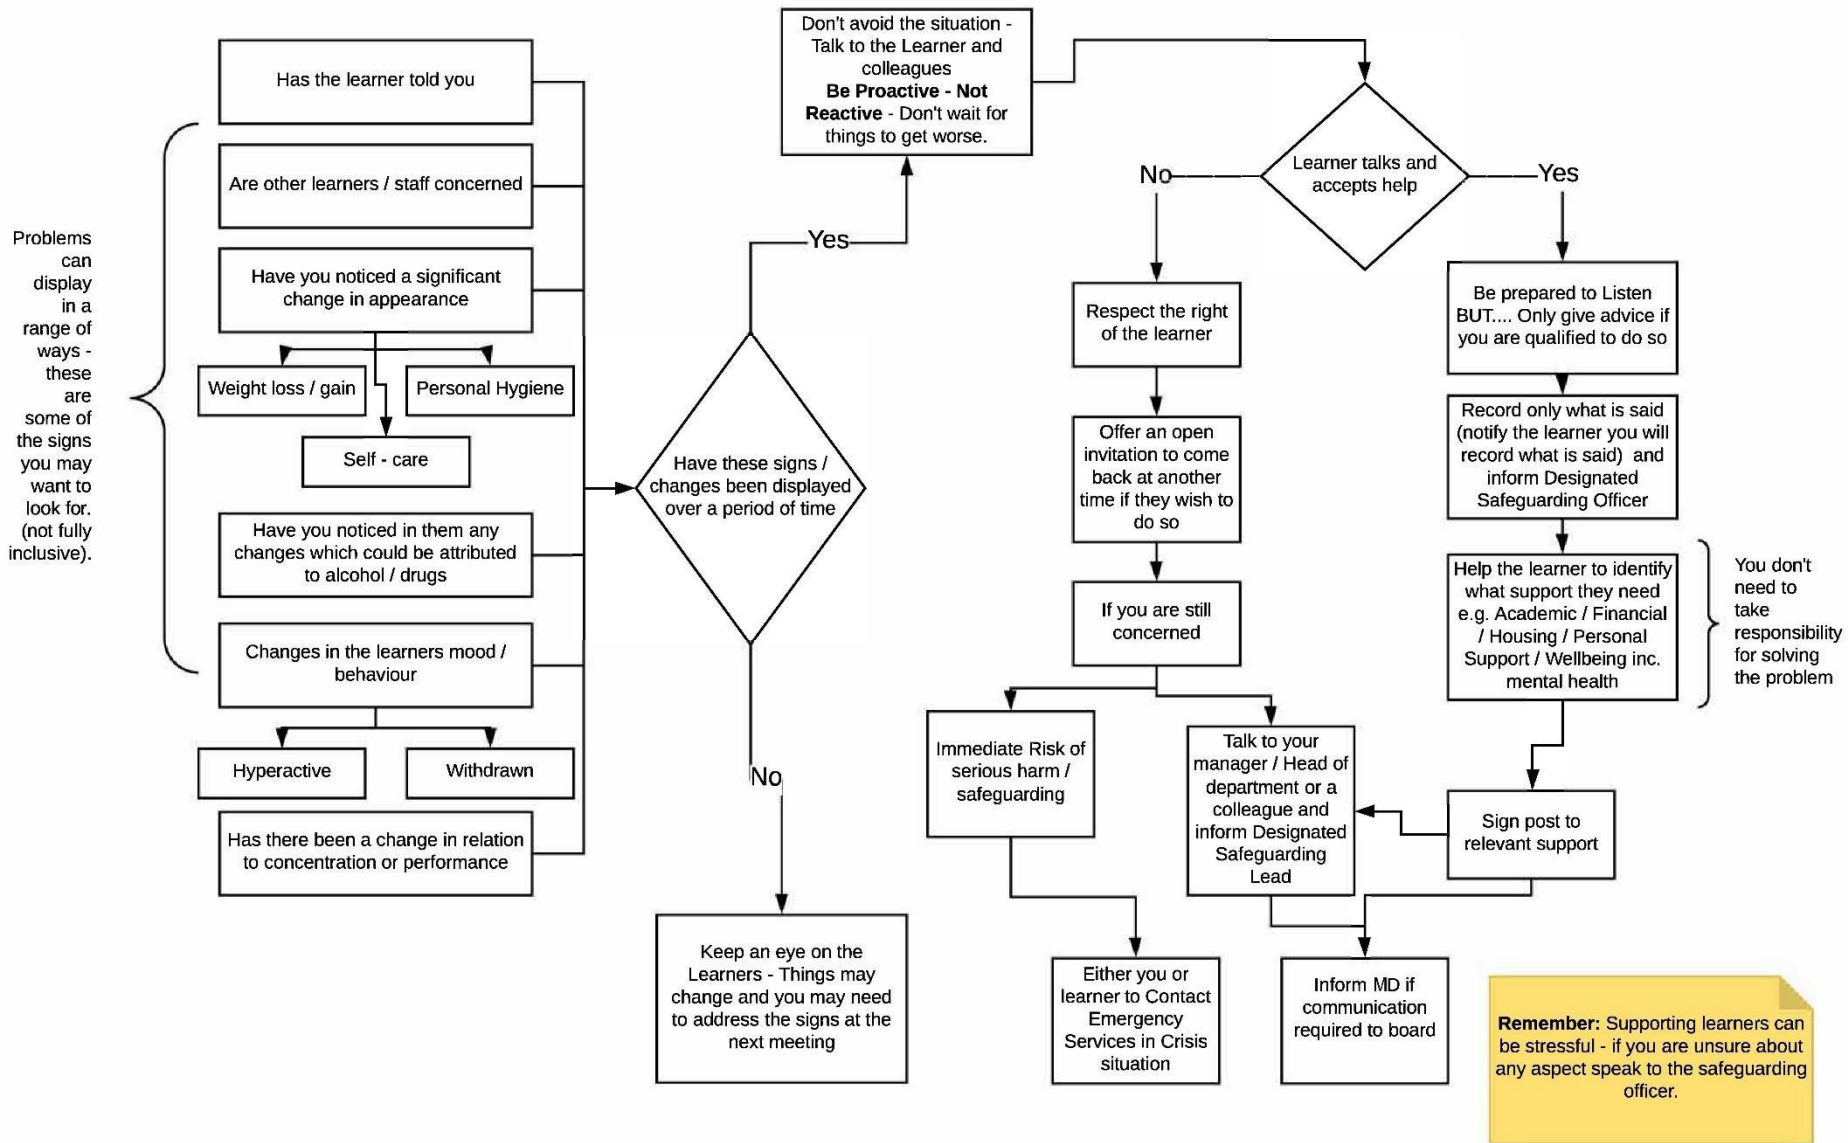 Problems
can
display
in a
range of
ways -
these
are
some of
the signs
you may
want to
look for.
(not fully
inclusive).
Has the learner told you
Are other learners / staff concerned
Have you noticed a significant
change in appearance
Weight loss / gain
Personal Hygiene
Self - care
Have you noticed in them any
changes which could be attributed
to alcohol / drugs
Changes in the learners mood /
behaviour
Hyperactive
Withdrawn
Has there been a change in relation
to concentration or performance
Have these signs /
changes been displayed
over a period of time
Yes
No
Don't avoid the situation -
Talk to the Learner and
colleagues
Be Proactive - Not
Reactive - Don't wait for
things to get worse.
Keep an eye on the
Learners - Things may
change and you may need
to address the signs at the
next meeting
Learner talks and
accepts help
No
Yes
Respect the right
of the learner
Offer an open
invitation to come
back at another
time if they wish to
do so
If you are still
concerned
Immediate Risk of
serious harm /
safeguarding
Talk to your
manager / Head of
department or a
colleague and
inform Designated
Safeguarding
Lead
Either you or
learner to Contact
Emergency
Services in Crisis
situation
Inform MD if
communication
required to board
Be prepared to Listen
BUT.... Only give advice if
you are qualified to do so
Record only what is said
(notify the learner you will
record what is said) and
inform Designated
Safeguarding Officer
Help the learner to identify
what support they need
e.g. Academic / Financial
/ Housing / Personal
Support / Wellbeing inc.
mental health
Sign post to
relevant support
You don't
need to
take
responsibility
for solving
the problem
Remember: Supporting learners can
be stressful - if you are unsure about
any aspect speak to the safeguarding
officer.